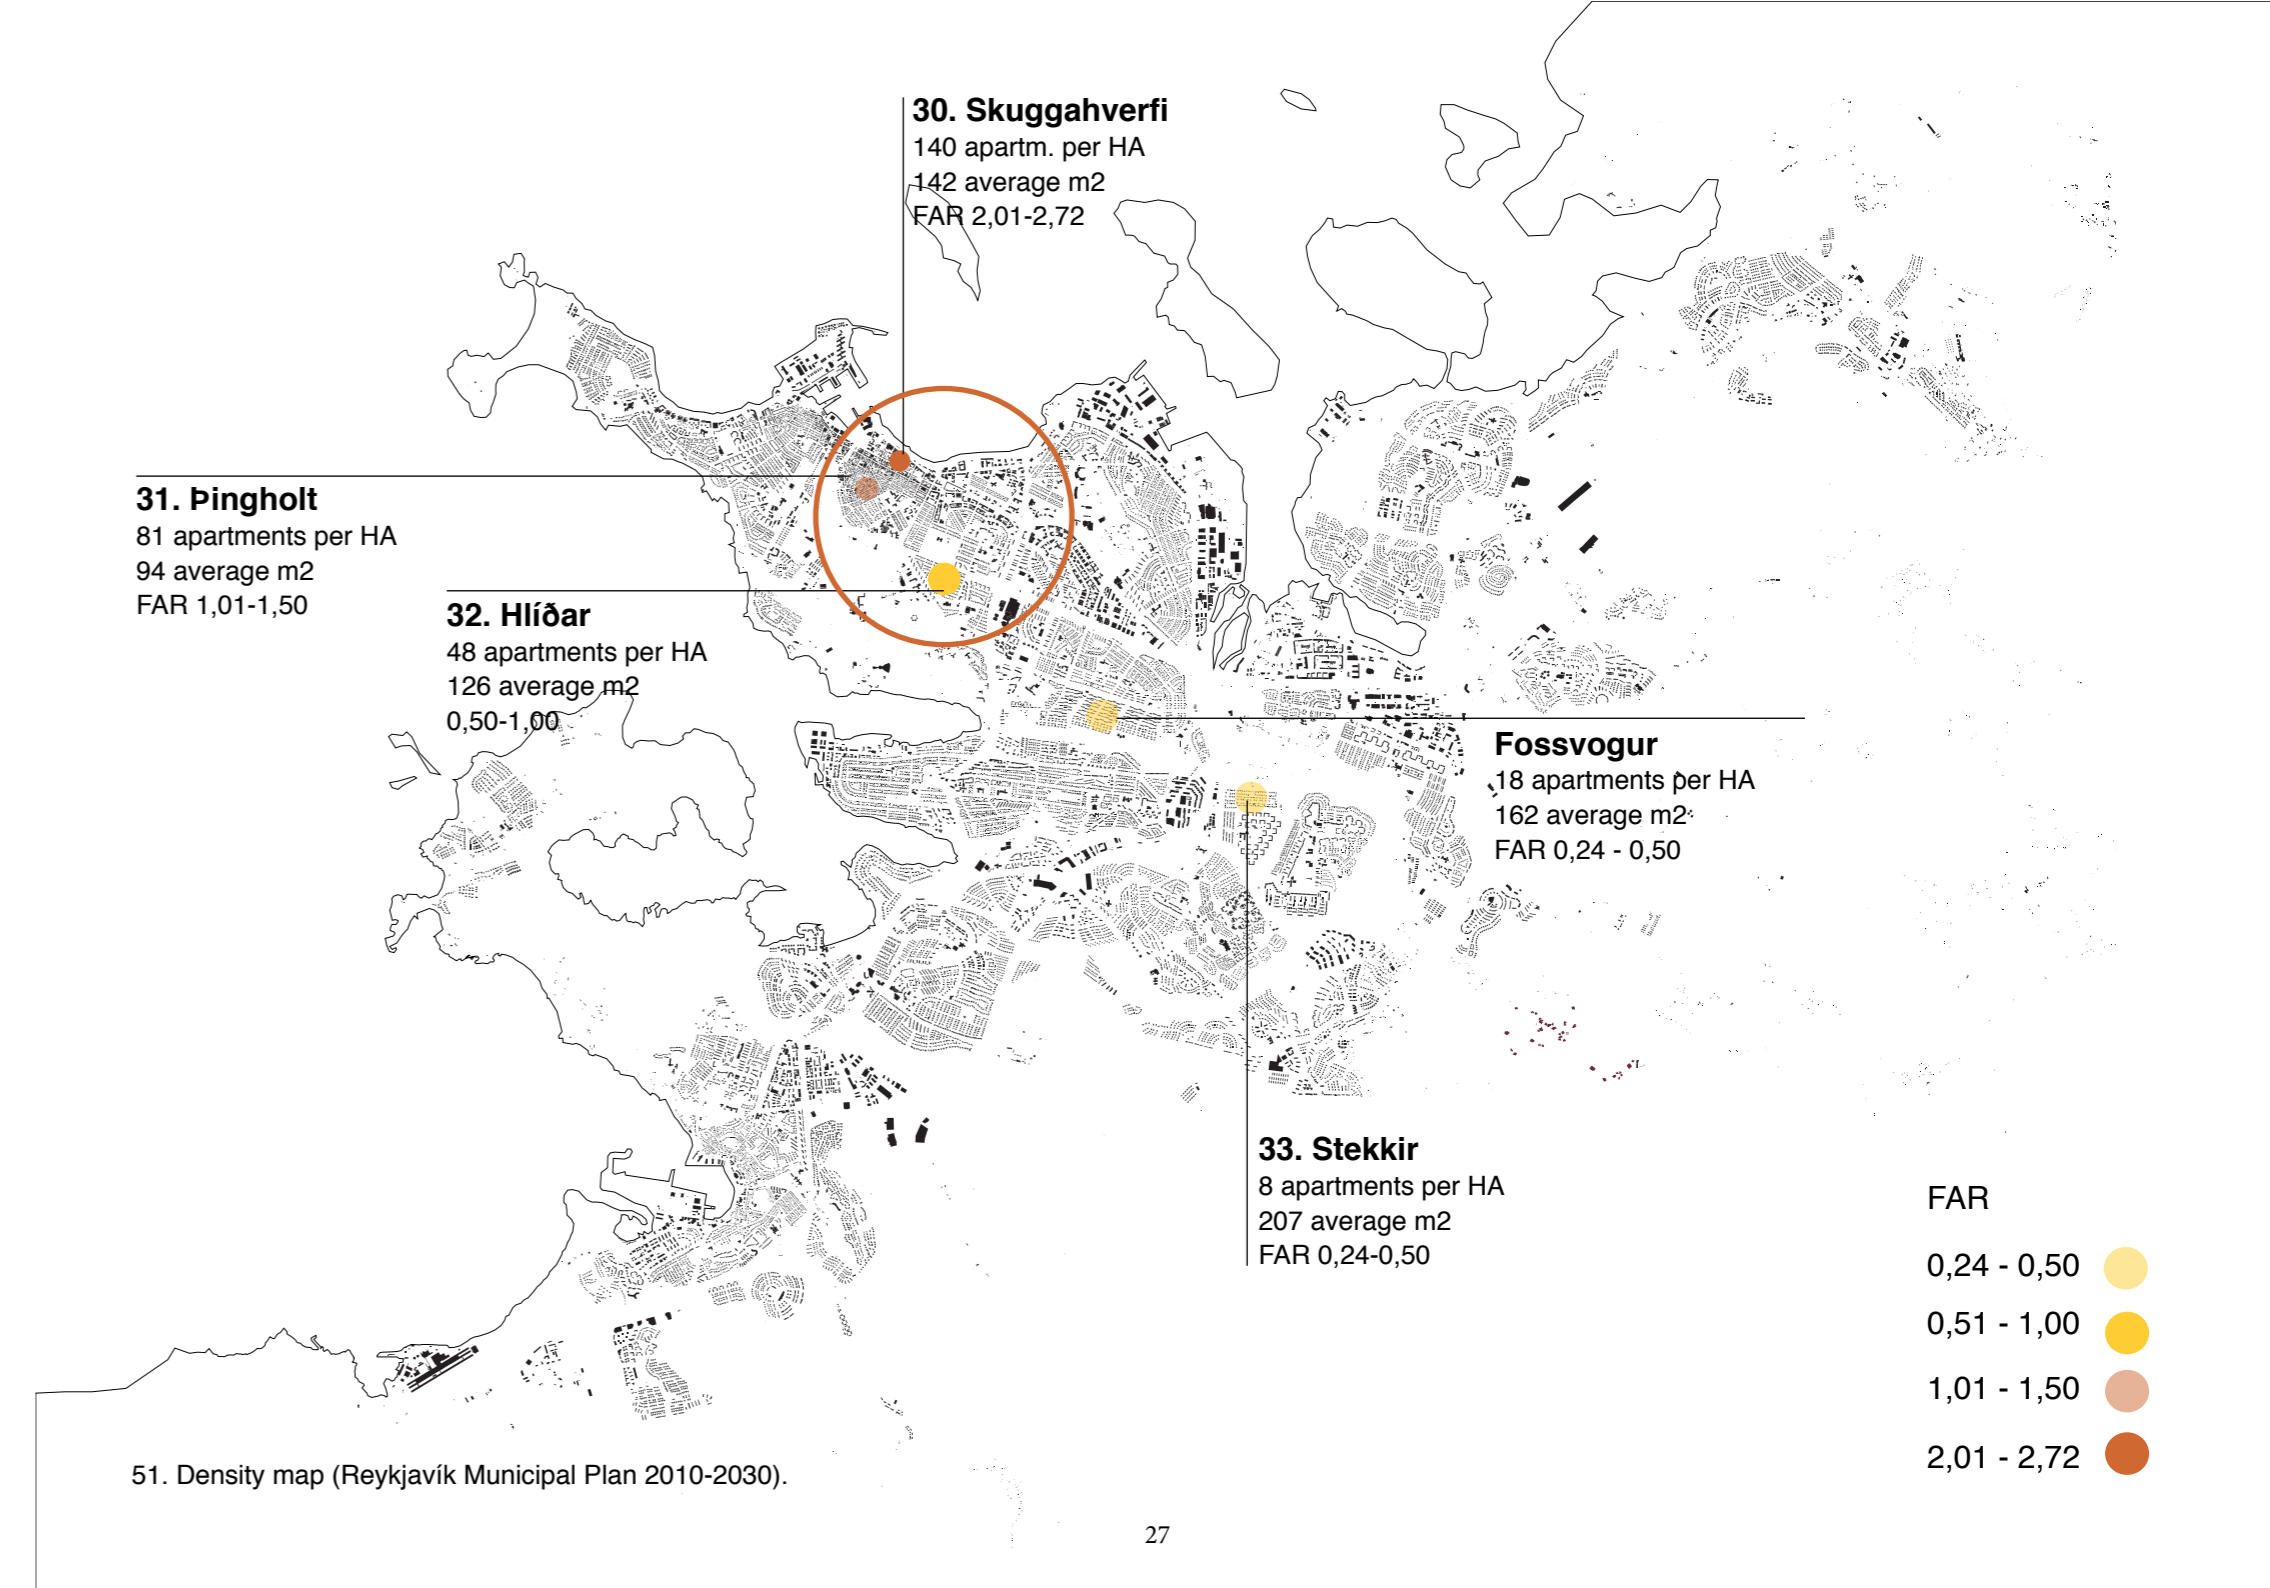 30. Skuggahverfi
140 apartm. per HA
142 average m2
FAR 2,01-2,72
31. Þingholt
81 apartments per HA
94 average m2
FAR 1,01-1,50
32. Hlíðar
48 apartments per HA
126 average m2
0,50-1,00
Fossvogur
18 apartments per HA
162 average m2
FAR 0,24 - 0,50
33. Stekkir
8 apartments per HA
207 average m2
FAR 0,24-0,50
FAR
0,24 - 0,50
0,51 - 1,00
1,01 - 1,50
2,01 - 2,72
51. Density map (Reykjavík Municipal Plan 2010-2030).
27